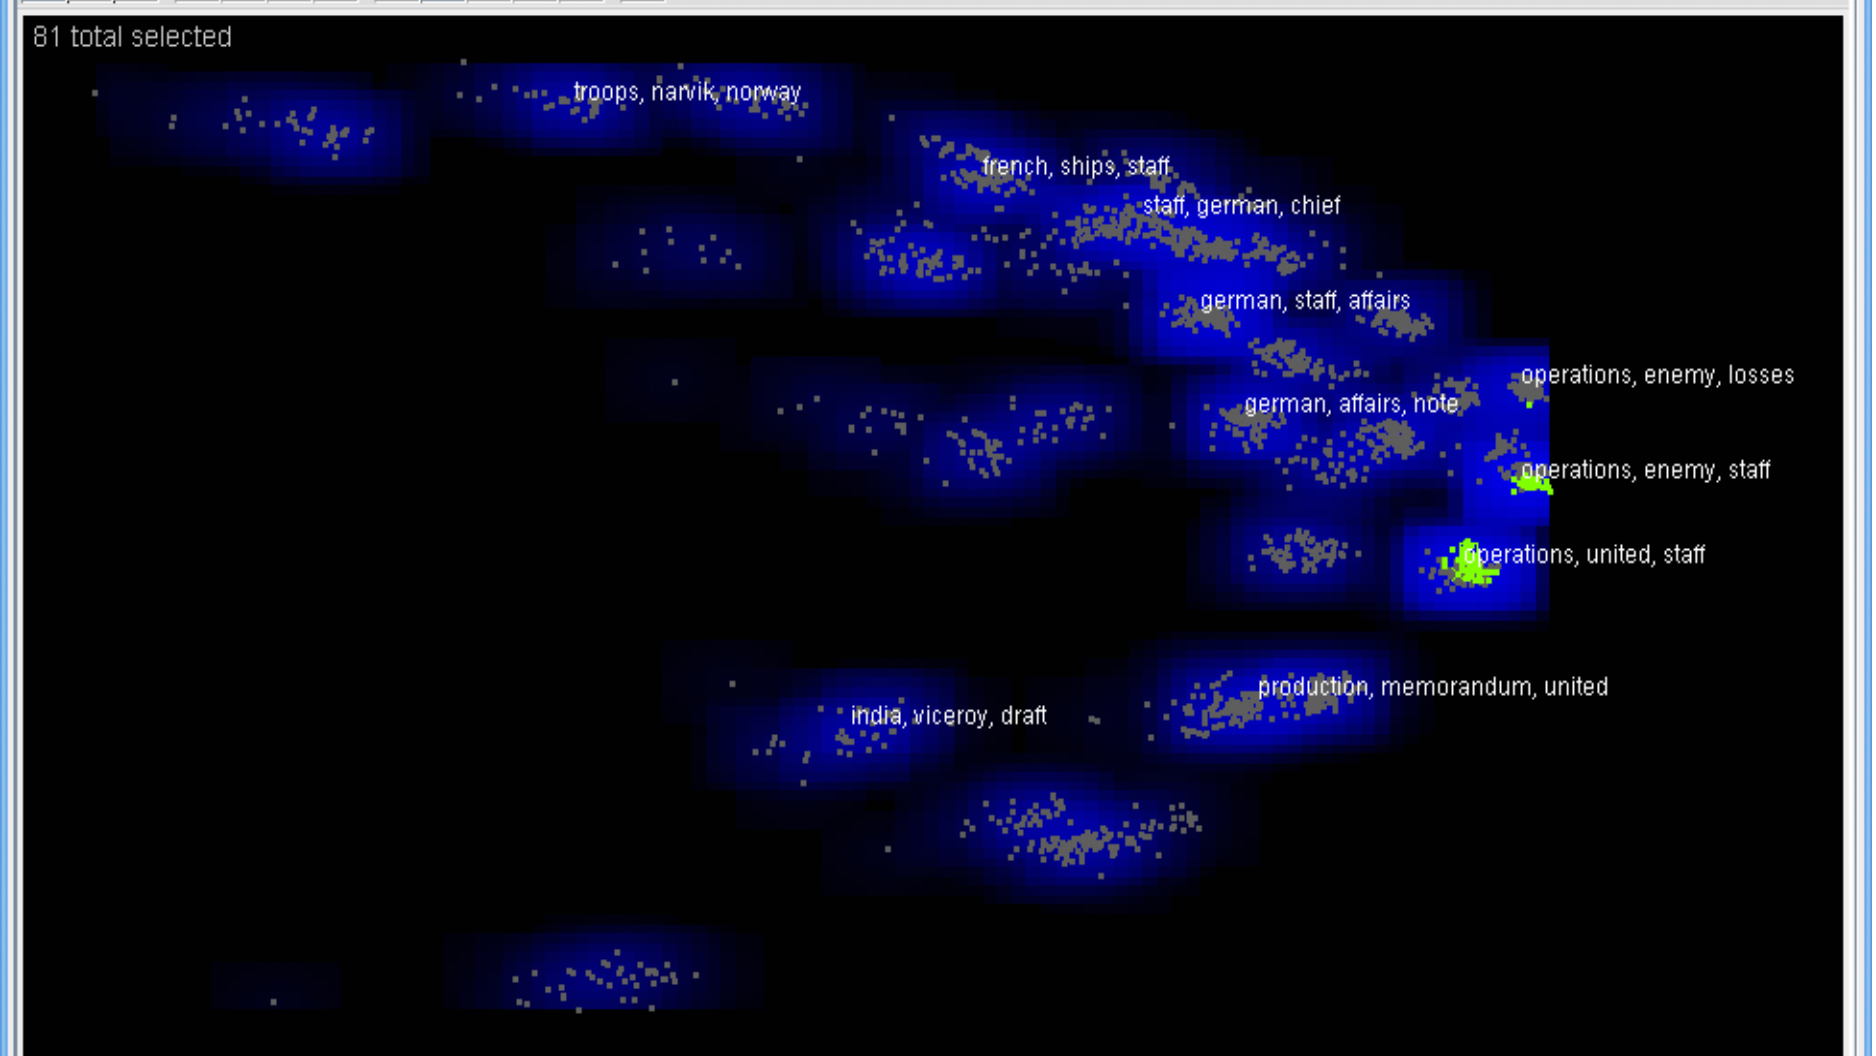 81 total selected
troops, narvik, norway
french, ships, staff
staff, german, chief
german, staff, affairs
operations, enemy, losses
german, affairs, note
operations, enemy, staff
operations, united, staff
production, memorandum, united
india, viceroy, draft